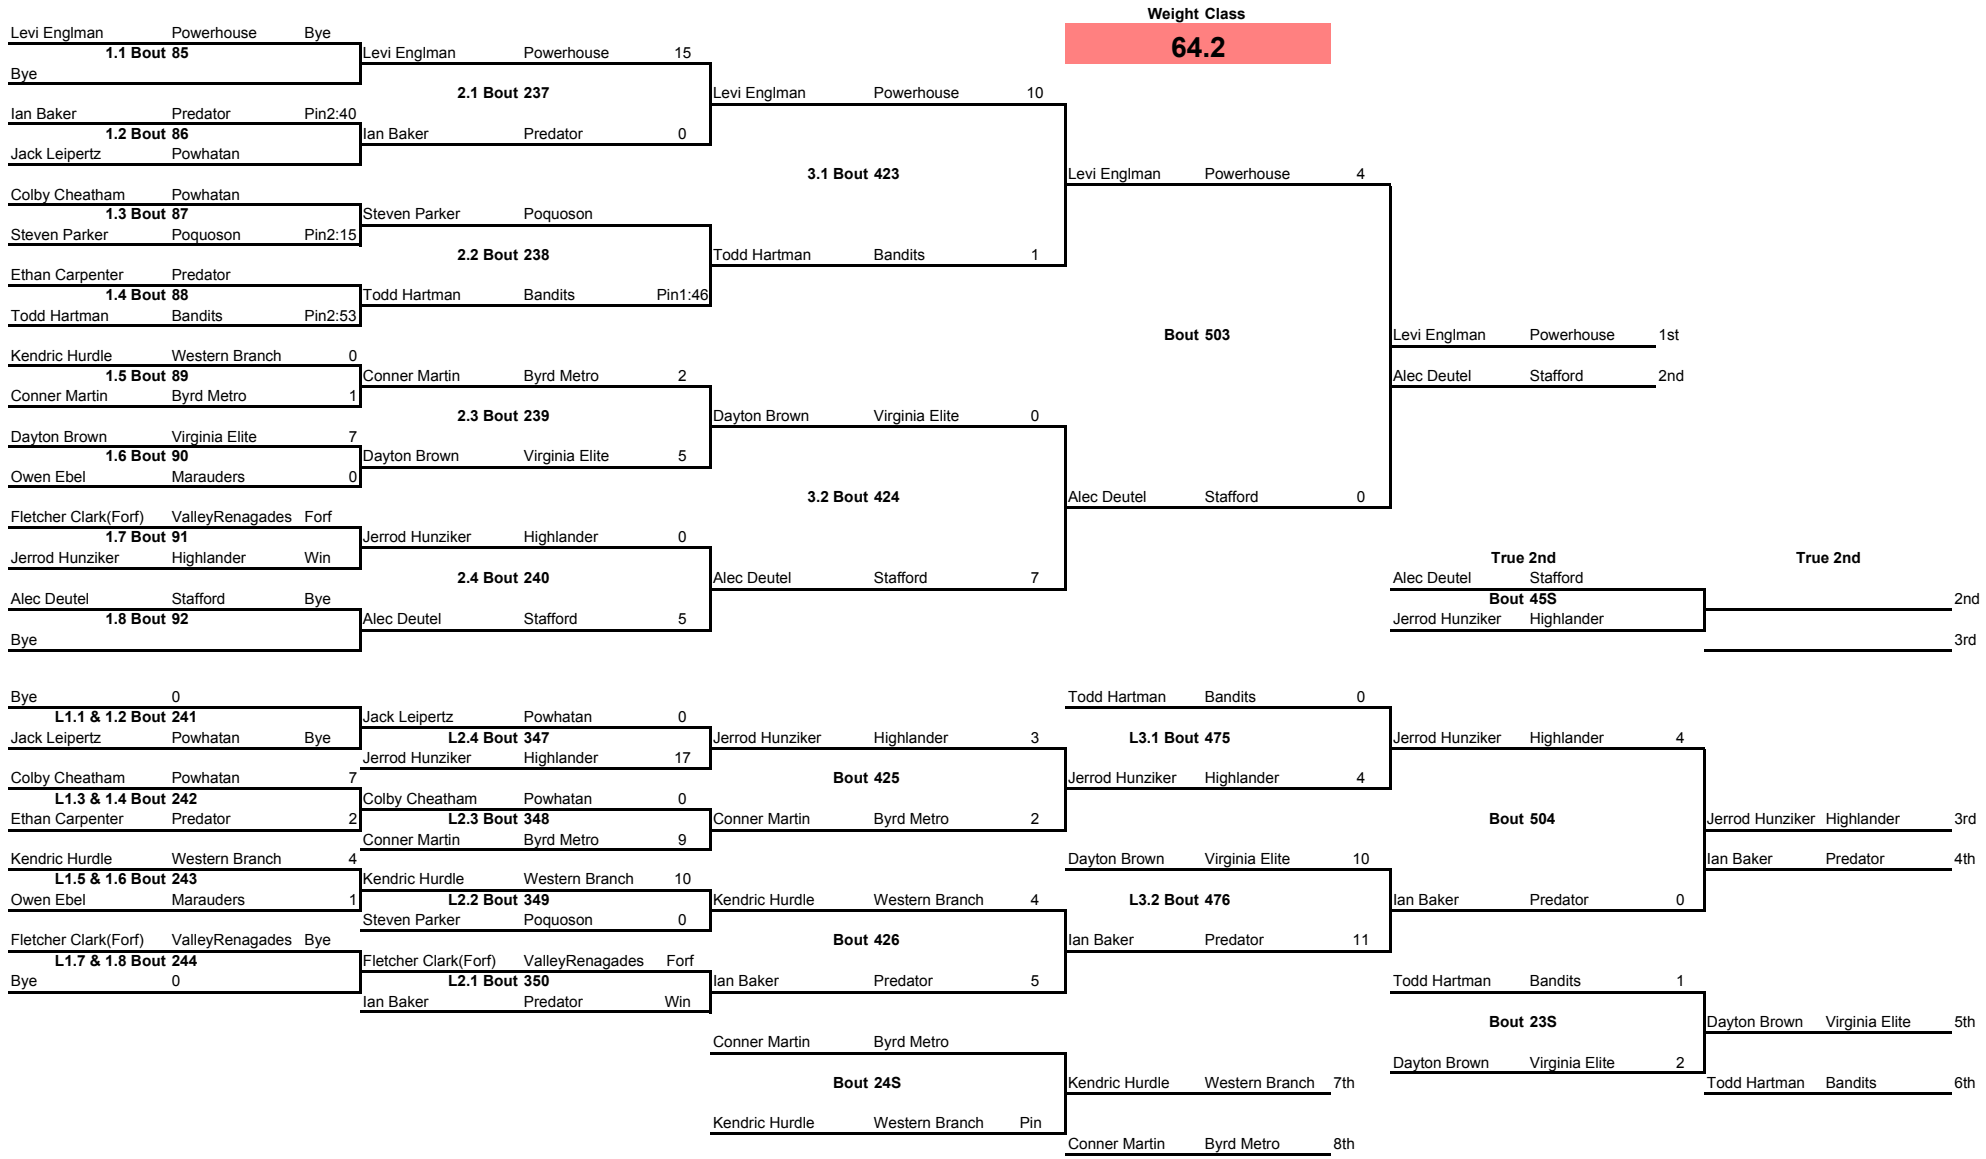 Weight Class
64.2
Levi Englman Powerhouse Bye
1.1 Bout 85
Bye
Ian Baker Predator Pin2:40
1.2 Bout 86
Jack Leipertz Powhatan
Colby Cheatham Powhatan
1.3 Bout 87
Steven Parker Poquoson Pin2:15
Ethan Carpenter Predator
1.4 Bout 88
Todd Hartman Bandits Pin2:53
Kendric Hurdle Western Branch 0
1.5 Bout 89
Conner Martin Byrd Metro 1
Dayton Brown Virginia Elite 7
1.6 Bout 90
Owen Ebel Marauders 0
Fletcher Clark(Forf) ValleyRenagades Forf
1.7 Bout 91
Jerrod Hunziker Highlander Win
Alec Deutel Stafford Bye
1.8 Bout 92
Bye
Levi Englman Powerhouse 15
2.1 Bout 237
Ian Baker Predator 0
Steven Parker Poquoson
2.2 Bout 238
Todd Hartman Bandits Pin1:46
Conner Martin Byrd Metro 2
2.3 Bout 239
Dayton Brown Virginia Elite 5
Jerrod Hunziker Highlander 0
2.4 Bout 240
Alec Deutel Stafford 5
Levi Englman Powerhouse 10
3.1 Bout 423
Todd Hartman Bandits 1
Dayton Brown Virginia Elite 0
3.2 Bout 424
Alec Deutel Stafford 7
Levi Englman Powerhouse 4
Bout 503
Alec Deutel Stafford 0
Levi Englman Powerhouse 1st
Alec Deutel Stafford 2nd
True 2nd
Alec Deutel Stafford
Bout 45S
Jerrod Hunziker Highlander
True 2nd
2nd
3rd
Bye 0
L1.1 & 1.2 Bout 241
Jack Leipertz Powhatan Bye
Colby Cheatham Powhatan 7
L1.3 & 1.4 Bout 242
Ethan Carpenter Predator 2
Kendric Hurdle Western Branch 4
L1.5 & 1.6 Bout 243
Owen Ebel Marauders 1
Fletcher Clark(Forf) ValleyRenagades Bye
L1.7 & 1.8 Bout 244
Bye 0
Jack Leipertz Powhatan 0
L2.4 Bout 347
Jerrod Hunziker Highlander 17
Colby Cheatham Powhatan 0
L2.3 Bout 348
Conner Martin Byrd Metro 9
Kendric Hurdle Western Branch 10
L2.2 Bout 349
Steven Parker Poquoson 0
Fletcher Clark(Forf) ValleyRenagades Forf
L2.1 Bout 350
Ian Baker Predator Win
Jerrod Hunziker Highlander 3
Bout 425
Conner Martin Byrd Metro 2
Kendric Hurdle Western Branch 4
Bout 426
Ian Baker Predator 5
Conner Martin Byrd Metro
Bout 24S
Kendric Hurdle Western Branch Pin
Todd Hartman Bandits 0
L3.1 Bout 475
Jerrod Hunziker Highlander 4
Dayton Brown Virginia Elite 10
L3.2 Bout 476
Ian Baker Predator 11
Kendric Hurdle Western Branch 7th
Conner Martin Byrd Metro 8th
Jerrod Hunziker Highlander 4
Bout 504
Ian Baker Predator 0
Todd Hartman Bandits 1
Bout 23S
Dayton Brown Virginia Elite 2
Jerrod Hunziker Highlander 3rd
Ian Baker Predator 4th
Dayton Brown Virginia Elite 5th
Todd Hartman Bandits 6th